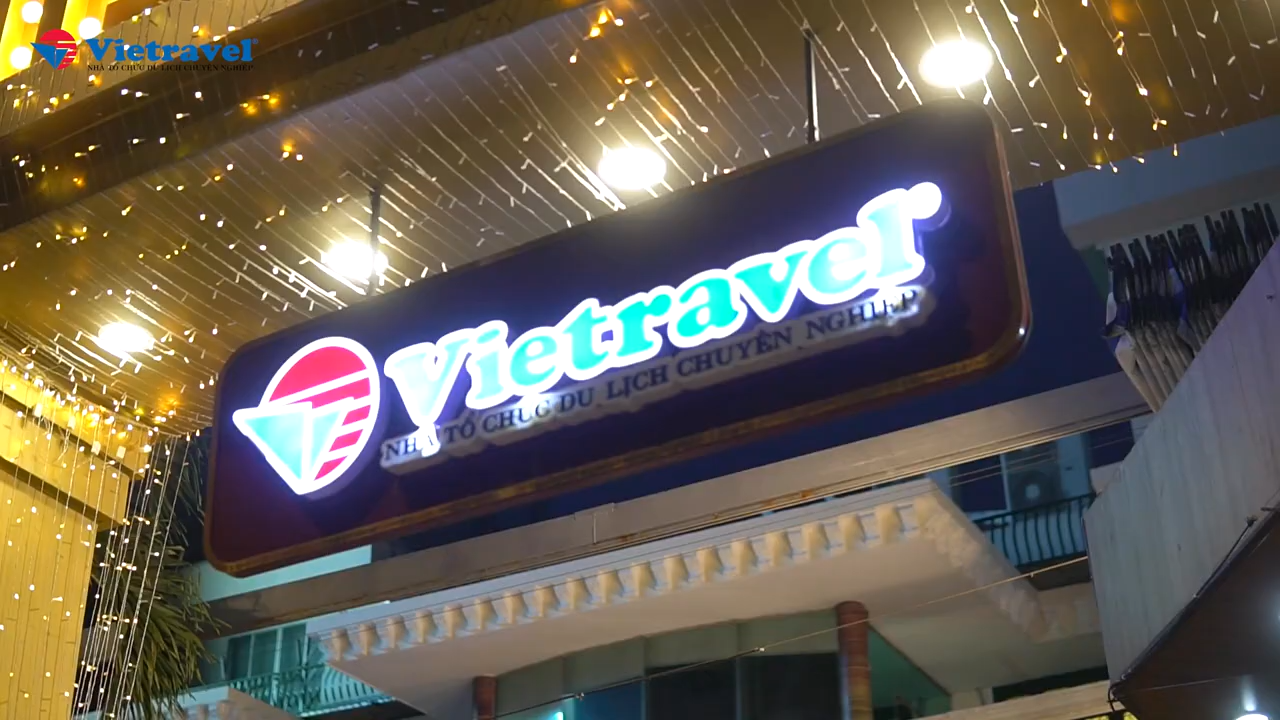 Vietravel®
NHÀ TỔ CHỨC DU LỊCH CHUYÊN NGHIỆP
Vietravel
NHÀ TỔ CHỨC DU LỊCH CHUYÊN NGHIỆP